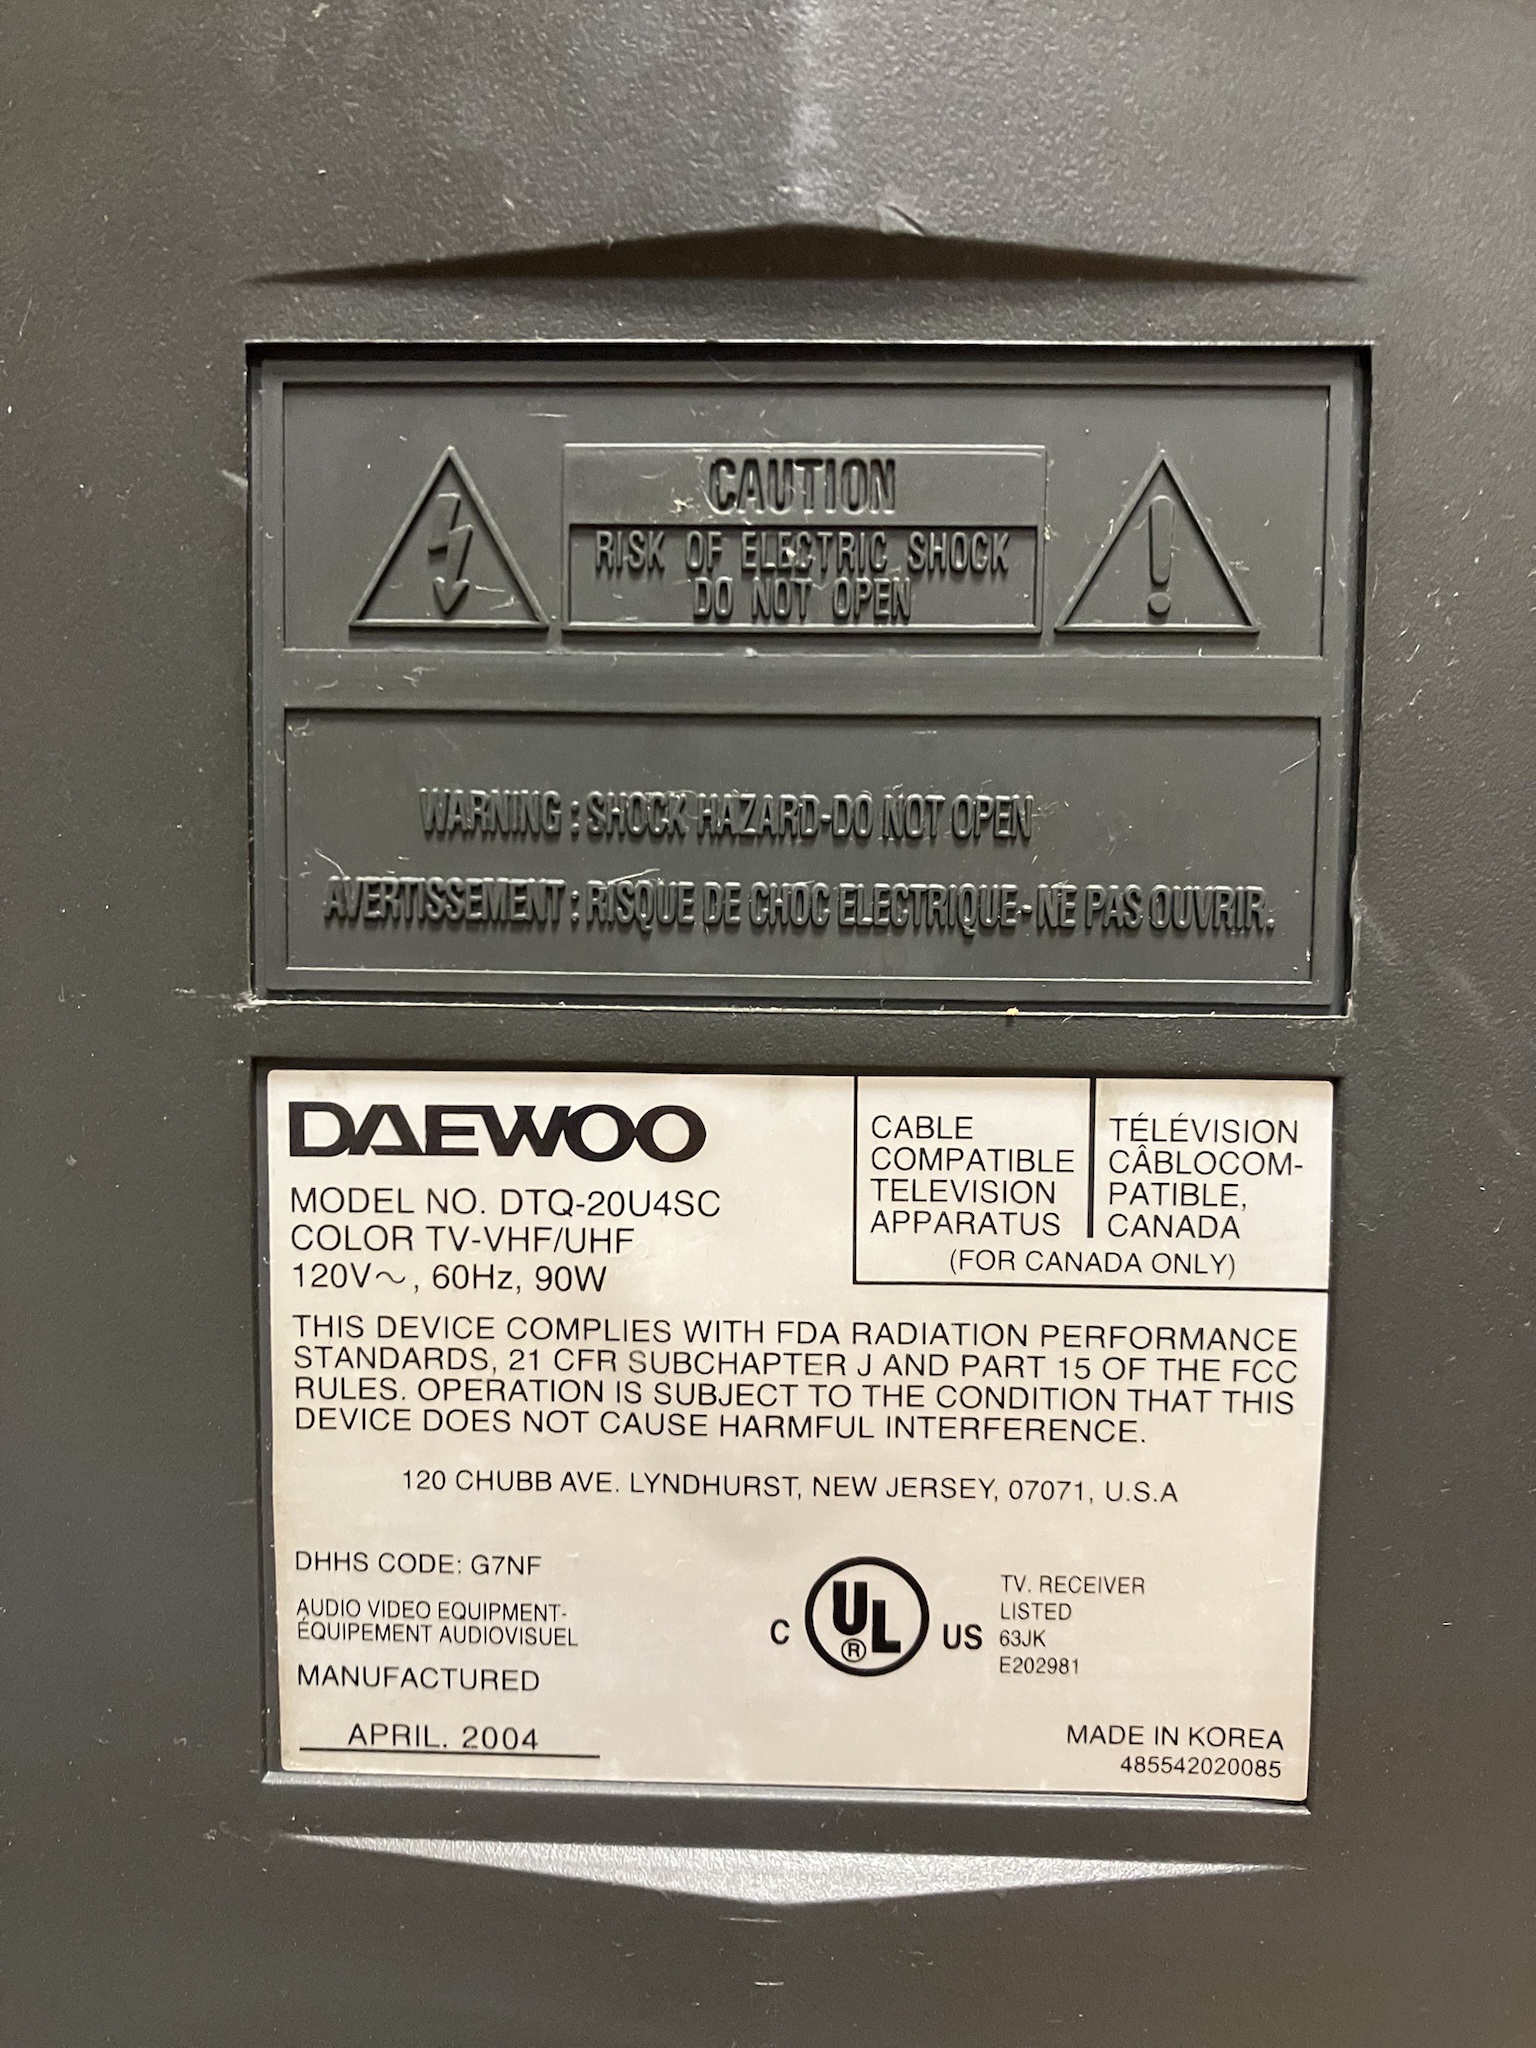 CAUTION
RISK OF ELECTRIC SHOCK
DO NOT OPEN
WARNING : SHOCK HAZARD-DO NOT OPEN
AVERTISSEMENT : RISQUE DE CHOC ELECTRIQUE-NE PAS OUVRIR.
DAEWOO
MODEL NO. DTQ-20U4SC
COLOR TV-VHF/UHF
120V～, 60Hz, 90W
CABLE
COMPATIBLE
TELEVISION
APPARATUS
TÉLÉVISION
CÂBLOCOM-
PATIBLE,
CANADA
(FOR CANADA ONLY)
THIS DEVICE COMPLIES WITH FDA RADIATION PERFORMANCE
STANDARDS, 21 CFR SUBCHAPTER J AND PART 15 OF THE FCC
RULES. OPERATION IS SUBJECT TO THE CONDITION THAT THIS
DEVICE DOES NOT CAUSE HARMFUL INTERFERENCE.
120 CHUBB AVE. LYNDHURST, NEW JERSEY, 07071, U.S.A
DHHS CODE: G7NF
AUDIO VIDEO EQUIPMENT-
ÉQUIPEMENT AUDIOVISUEL
MANUFACTURED
APRIL. 2004
C UL ® US
TV. RECEIVER
LISTED
63JK
E202981
MADE IN KOREA
485542020085